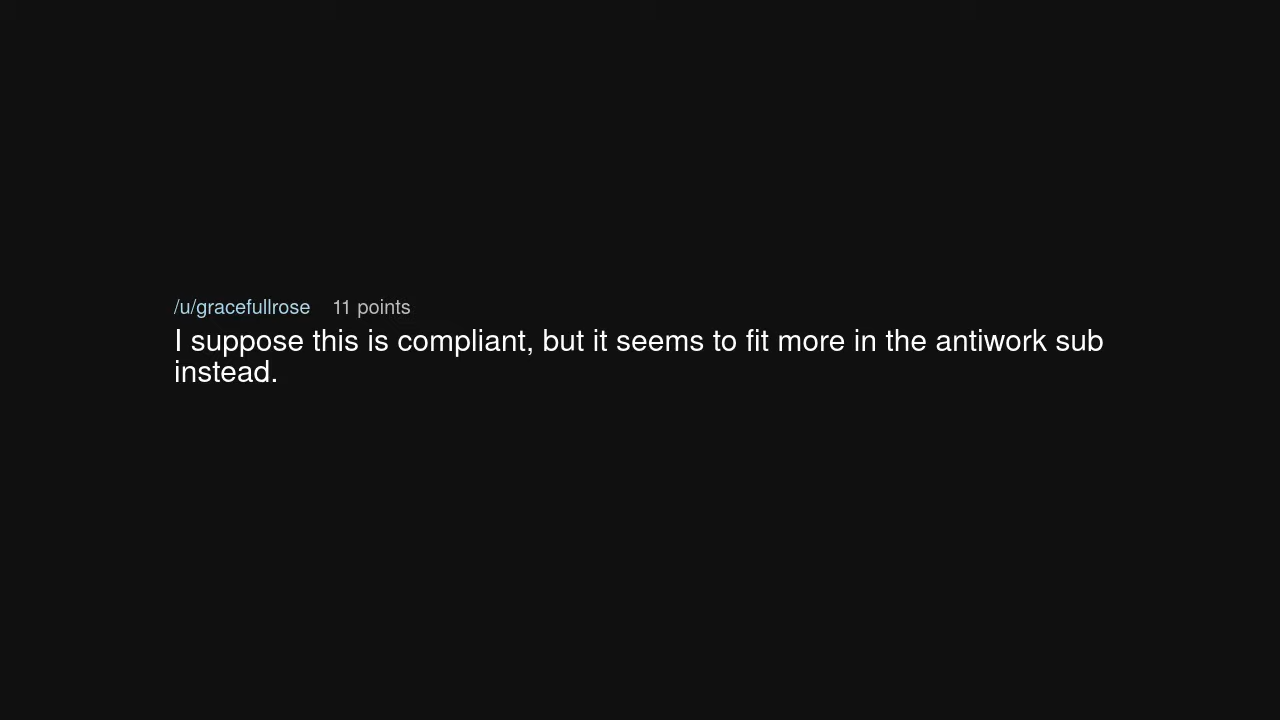 /u/gracefullrose 11 points
I suppose this is compliant, but it seems to fit more in the antiwork sub
instead.